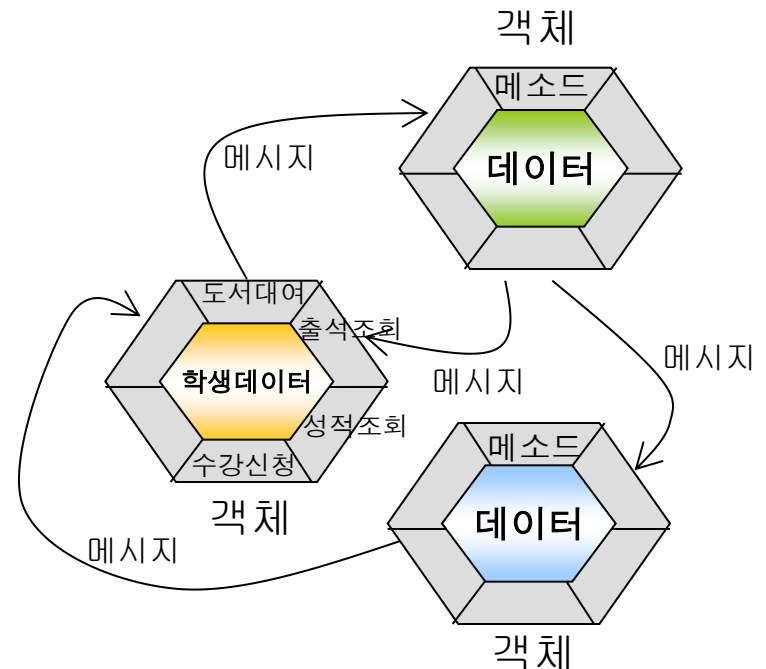 객체
메소드
데이터
메시지
도서대여
출석조회
학생데이터
성적조회
수강신청
객체
메시지
메시지
메소드
데이터
메시지
객체